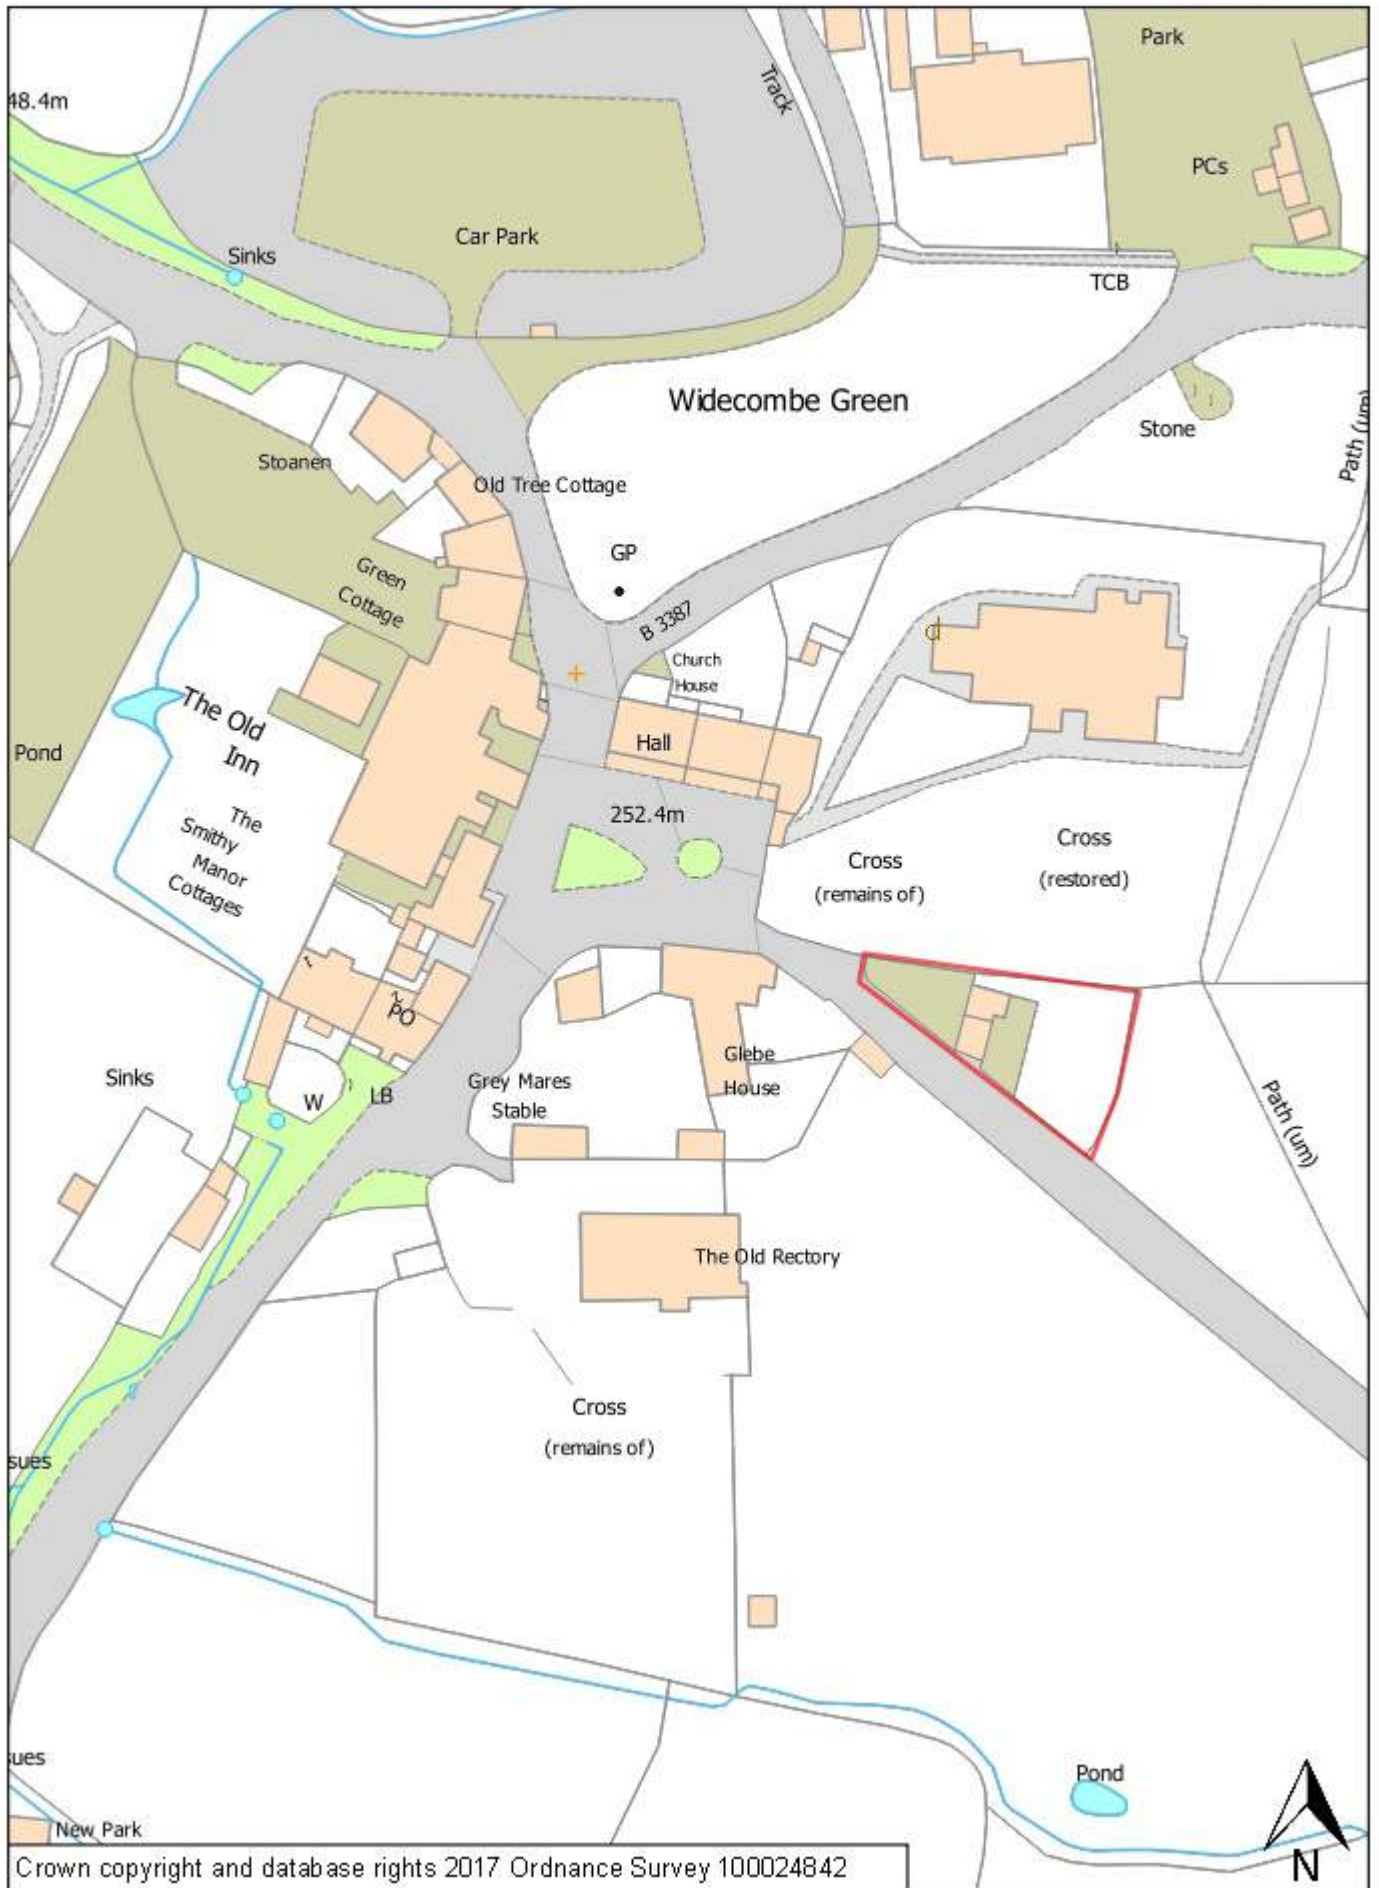 Park
Track
48.4m
PCs
Car Park
Sinks
TCB
Widecombe Green
Stone
Path (um)
Stoanen
Old Tree Cottage
GP
Green
Cottage
B 3387
Church
House
The Old
Inn
Hall
Pond
252.4m
The
Smithy
Manor
Cottages
Cross
(remains of)
Cross
(restored)
1
2
PO
Glebe
House
Sinks
W
LB
Grey Mares
Stable
Path (um)
The Old Rectory
Cross
(remains of)
sues
Pond
ues
New Park
N
Crown copyright and database rights 2017 Ordnance Survey 100024842